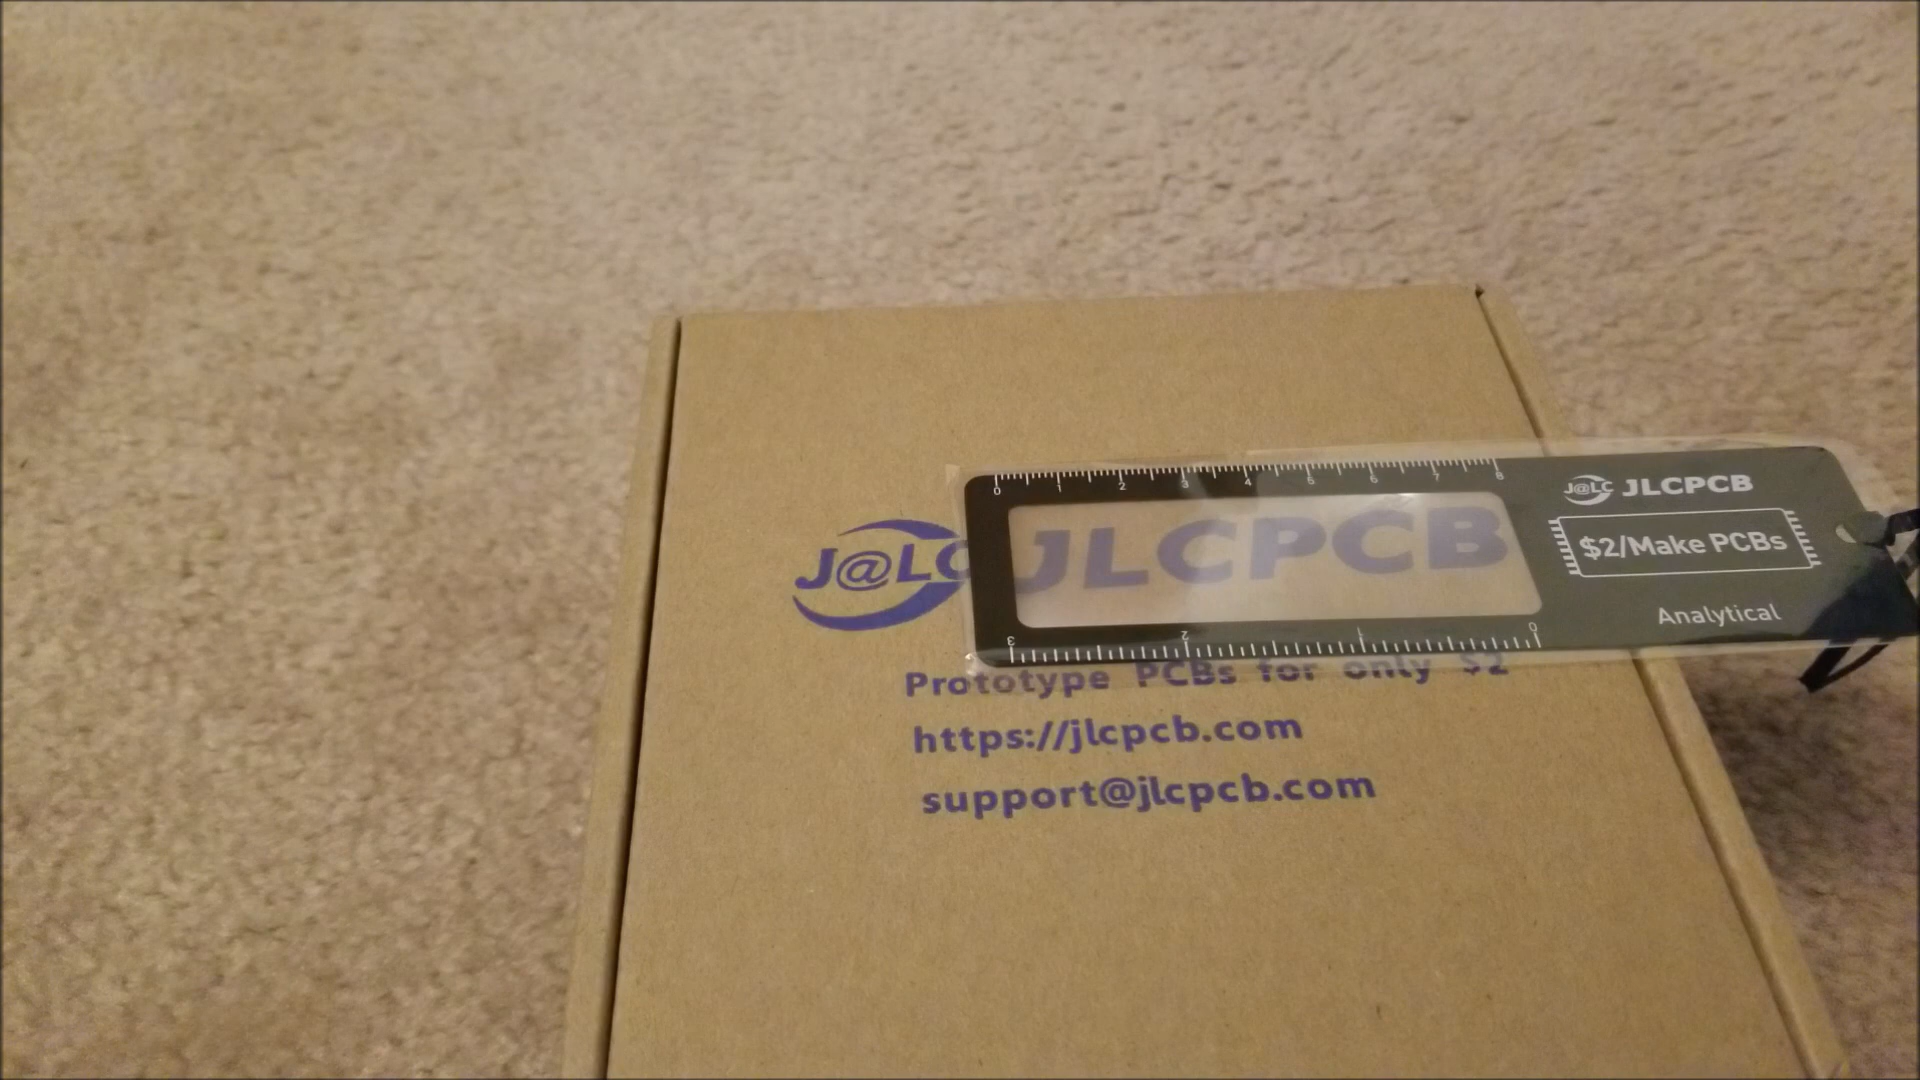 0 1 2 3 4 5 6 7 8
J@LC JLCPCB
$2/Make PCBs
Analytical
3 2 1 0
J@LC JLCPCB
Prototype PCBs for only $2
https://jlcpcb.com
support@jlcpcb.com